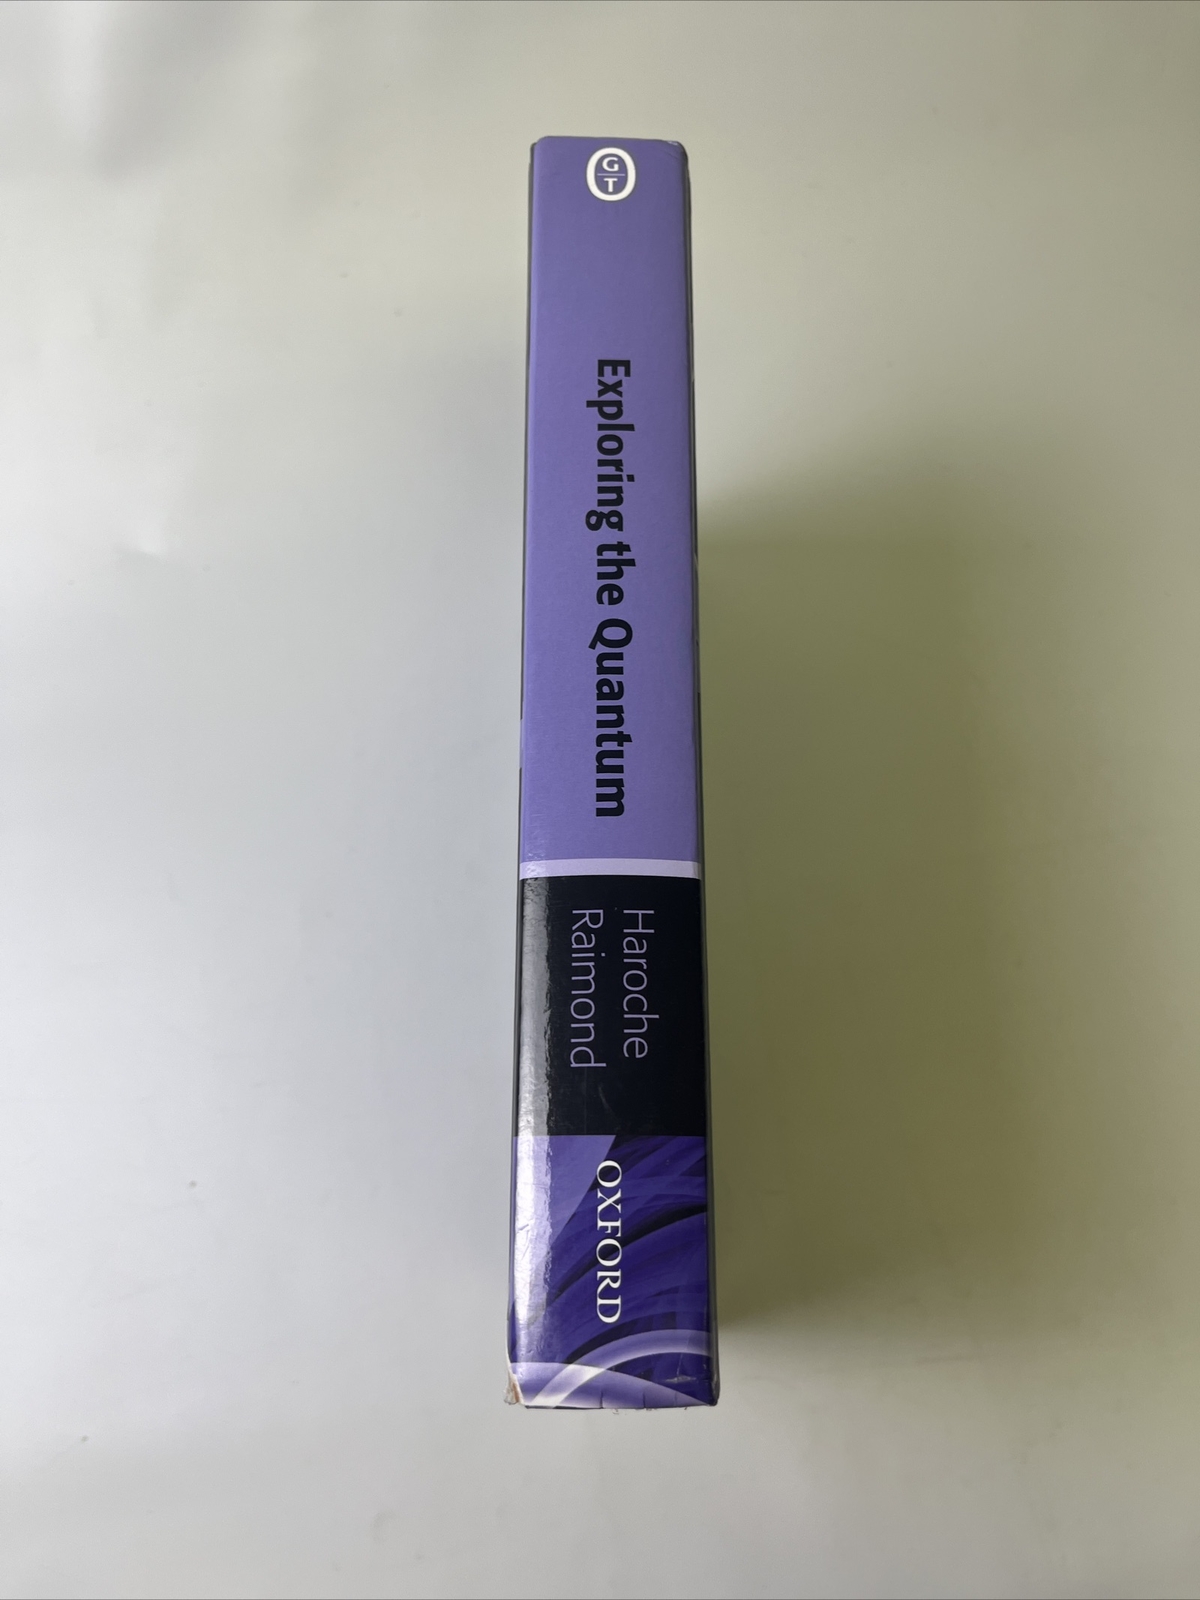 G
T
Exploring the Quantum
Haroche
Raimond
OXFORD